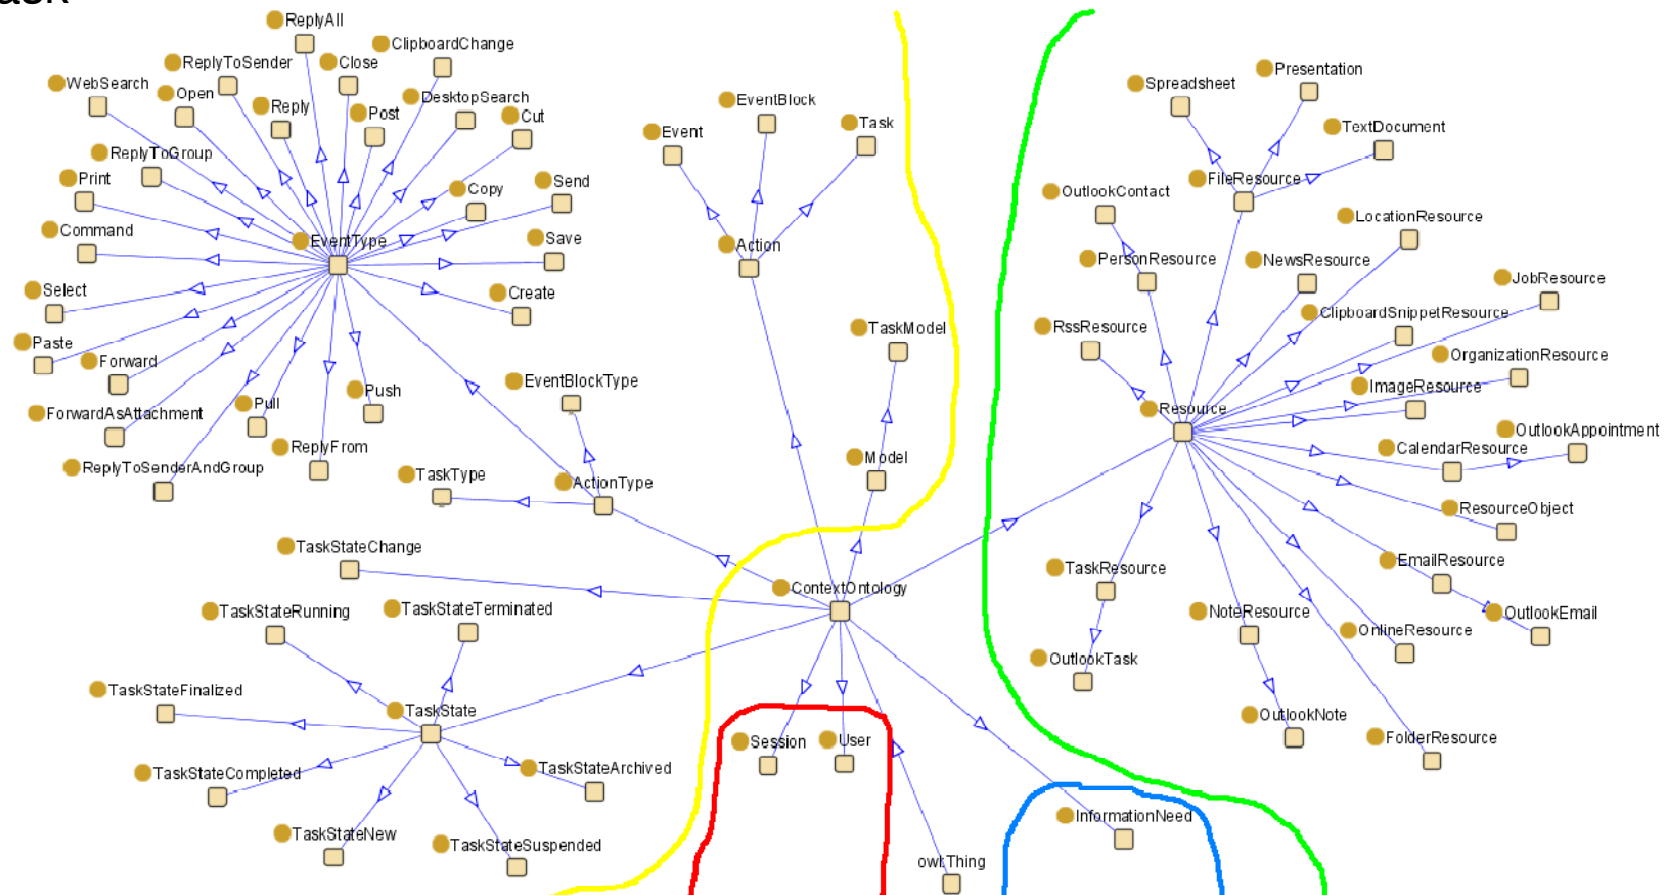 ReplyAll
ClipboardChange
ReplyToSender
Close
WebSearch
Open
Reply
Post
DesktopSearch
Cut
ReplyToGroup
Print
Copy
Send
Command
EventType
Save
Select
Create
Paste
Forward
Push
ForwardAsAttachment
Pull
ReplyFrom
ReplyToSenderAndGroup
EventBlockType
TaskType
ActionType
EventBlock
Event
Task
Action
TaskModel
Model
TaskStateChange
ContextOntology
TaskStateRunning
TaskStateTerminated
TaskStateFinalized
TaskState
TaskStateCompleted
TaskStateArchived
TaskStateNew
TaskStateSuspended
Session
User
owl:Thing
InformationNeed
Spreadsheet
Presentation
TextDocument
FileResource
OutlookContact
LocationResource
PersonResource
NewsResource
JobResource
RssResource
ClipboardSnippetResource
OrganizationResource
ImageResource
Resource
OutlookAppointment
CalendarResource
ResourceObject
EmailResource
TaskResource
NoteResource
OutlookEmail
OnlineResource
OutlookTask
OutlookNote
FolderResource